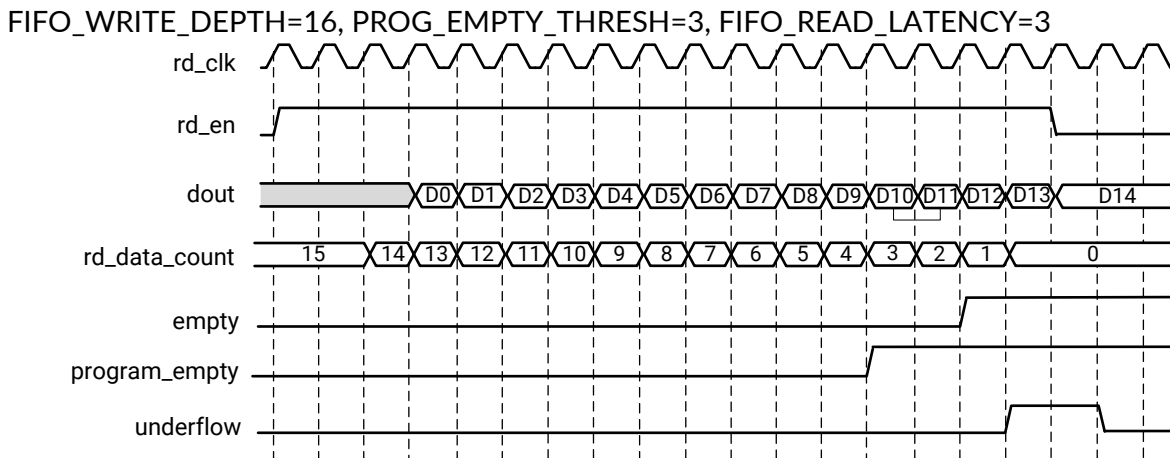 FIFO_WRITE_DEPTH=16, PROG_EMPTY_THRESH=3, FIFO_READ_LATENCY=3
rd_clk
rd_en
dout D0 D1 D2 D3 D4 D5 D6 D7 D8 D9 D10 D11 D12 D13 D14
rd_data_count 15 14 13 12 11 10 9 8 7 6 5 4 3 2 1 0
empty
program_empty
underflow